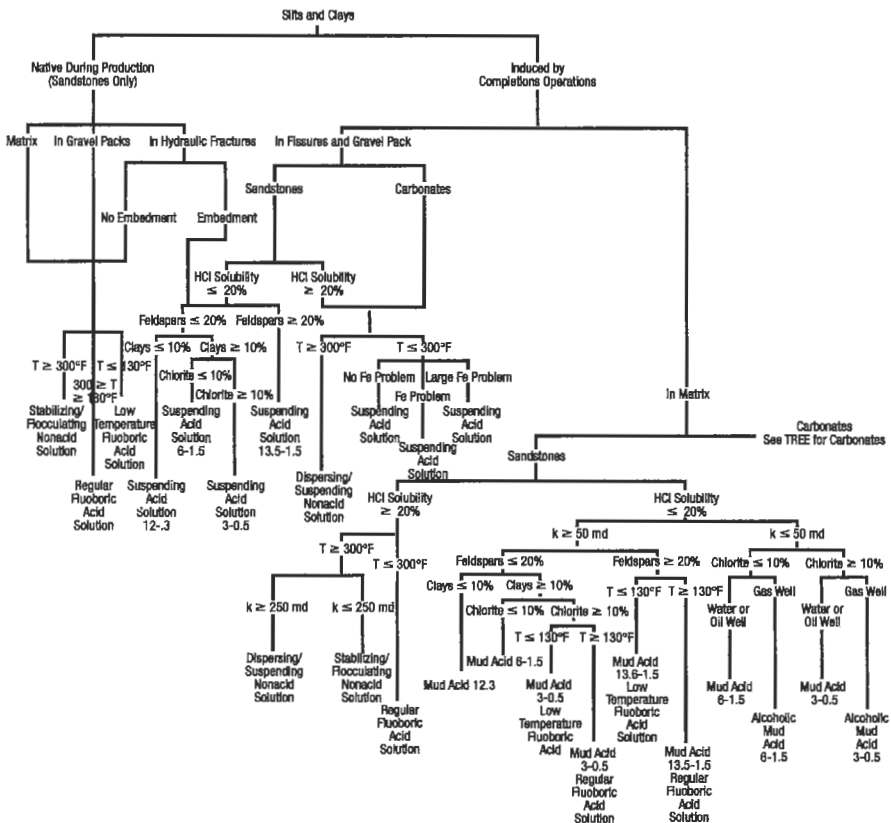 Silts and Clays
Native During Production
(Sandstones Only)
Induced by
Completions Operations
Matrix
In Gravel Packs
In Hydraulic Fractures
In Fissures and Gravel Pack
Sandstones
Carbonates
No Embedment
Embedment
HCl Solubility
≤ 20%
HCl Solubility
≥ 20%
Feldspars ≤ 20%
Feldspars ≥ 20%
Clays ≤ 10%
Clays ≥ 10%
T ≥ 300°F
T ≤ 300°F
T ≥ 300°F
T ≤ 130°F
300 ≥ T
≥ 130°F
Chlorite ≤ 10%
Chlorite ≥ 10%
No Fe Problem
Large Fe Problem
Fe Problem
In Matrix
Stabilizing/
Flocculating
Nonacid
Solution
Low
Temperature
Fluoboric
Acid
Solution
Suspending
Acid
Solution
6-1.5
Suspending
Acid
Solution
13.5-1.5
Suspending
Acid
Solution
Suspending
Acid
Solution
Suspending
Acid
Solution
Carbonates
See TREE for Carbonates
Sandstones
Regular
Fluoboric
Acid
Solution
Suspending
Acid
Solution
12-.3
Suspending
Acid
Solution
3-0.5
Dispersing/
Suspending
Nonacid
Solution
HCl Solubility
≥ 20%
HCl Solubility
≤ 20%
k ≥ 50 md
k ≤ 50 md
T ≥ 300°F
T ≤ 300°F
Feldspars ≤ 20%
Feldspars ≥ 20%
Chlorite ≤ 10%
Chlorite ≥ 10%
Clays ≤ 10%
Clays ≥ 10%
T ≤ 130°F
T ≥ 130°F
Water or
Oil Well
Gas Well
Water or
Oil Well
Gas Well
k ≥ 250 md
k ≤ 250 md
Chlorite ≤ 10%
Chlorite ≥ 10%
T ≤ 130°F
T ≥ 130°F
Dispersing/
Suspending
Nonacid
Solution
Stabilizing/
Flocculating
Nonacid
Solution
Regular
Fluoboric
Acid
Solution
Mud Acid 12.3
Mud Acid 6-1.5
Mud Acid
3-0.5
Low
Temperature
Fluoboric
Acid
Mud Acid
3-0.5
Regular
Fluoboric
Acid
Solution
Mud Acid
13.6-1.5
Low
Temperature
Fluoboric
Acid
Solution
Mud Acid
13.5-1.5
Regular
Fluoboric
Acid
Solution
Mud Acid
6-1.5
Alcoholic
Mud
Acid
6-1.5
Mud Acid
3-0.5
Alcoholic
Mud
Acid
3-0.5